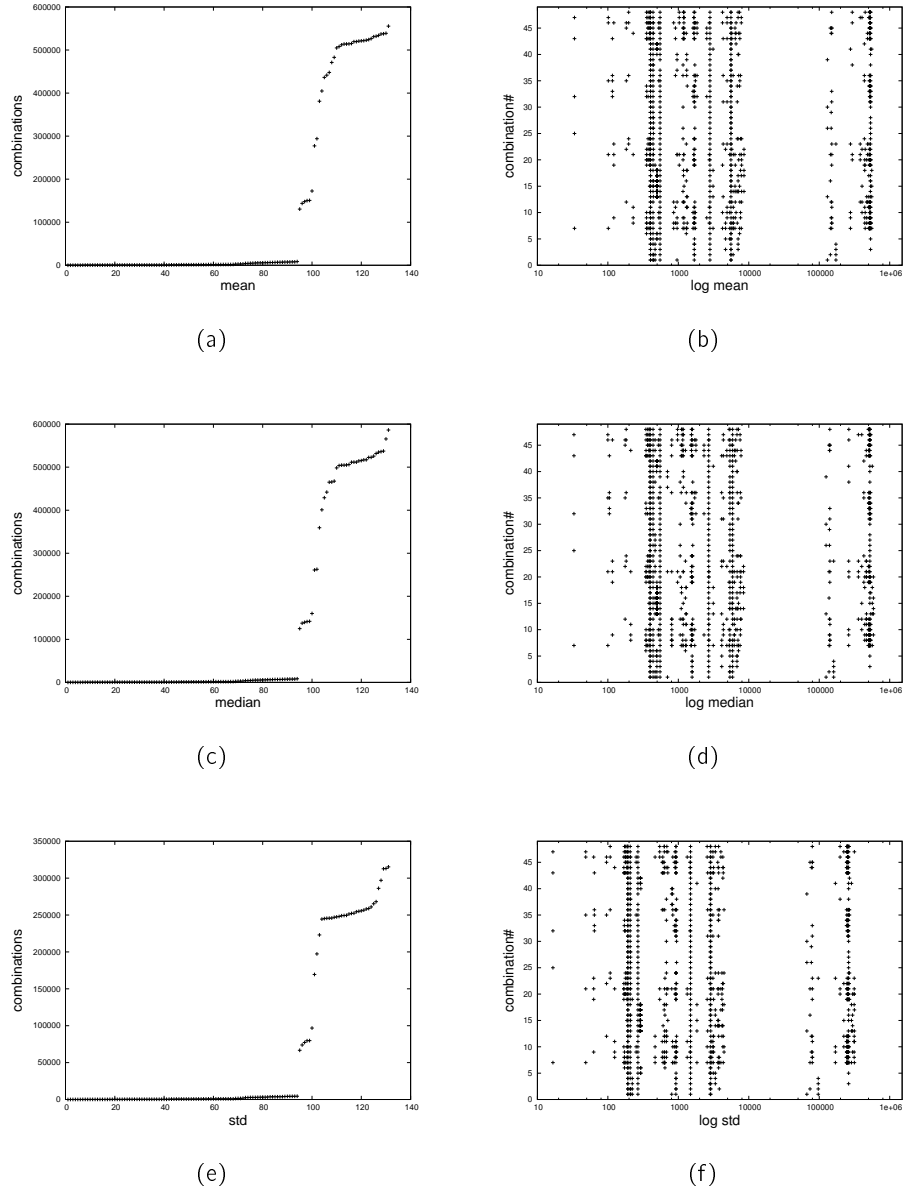 600000
500000
400000
300000
200000
100000
0
combinations
0 20 40 60 80 100 120 140
mean
(a)
45
40
35
30
25
20
15
10
5
0
combination#
10 100 1000 10000 100000 1e+06
log mean
(b)
600000
500000
400000
300000
200000
100000
0
combinations
0 20 40 60 80 100 120 140
median
(c)
45
40
35
30
25
20
15
10
5
0
combination#
10 100 1000 10000 100000 1e+06
log median
(d)
350000
300000
250000
200000
150000
100000
50000
0
combinations
0 20 40 60 80 100 120 140
std
(e)
45
40
35
30
25
20
15
10
5
0
combination#
10 100 1000 10000 100000 1e+06
log std
(f)